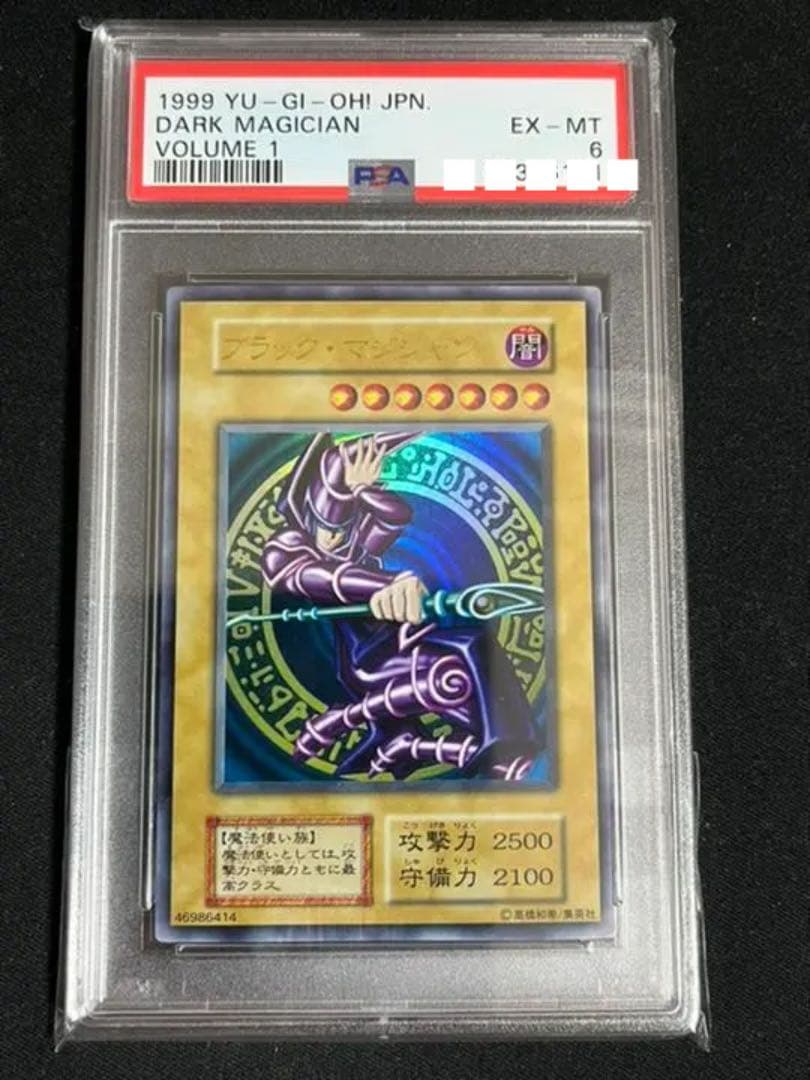 1999 YU-GI-OH! JPN.
DARK MAGICIAN EX-MT
VOLUME 1 6
PSA
ブラック・マジシャン
闇
【魔法使い族】
魔法使いとしては、攻
撃力・守備力ともに最
高クラス。
攻撃力 2500
守備力 2100
46986414
©高橋和希/集英社